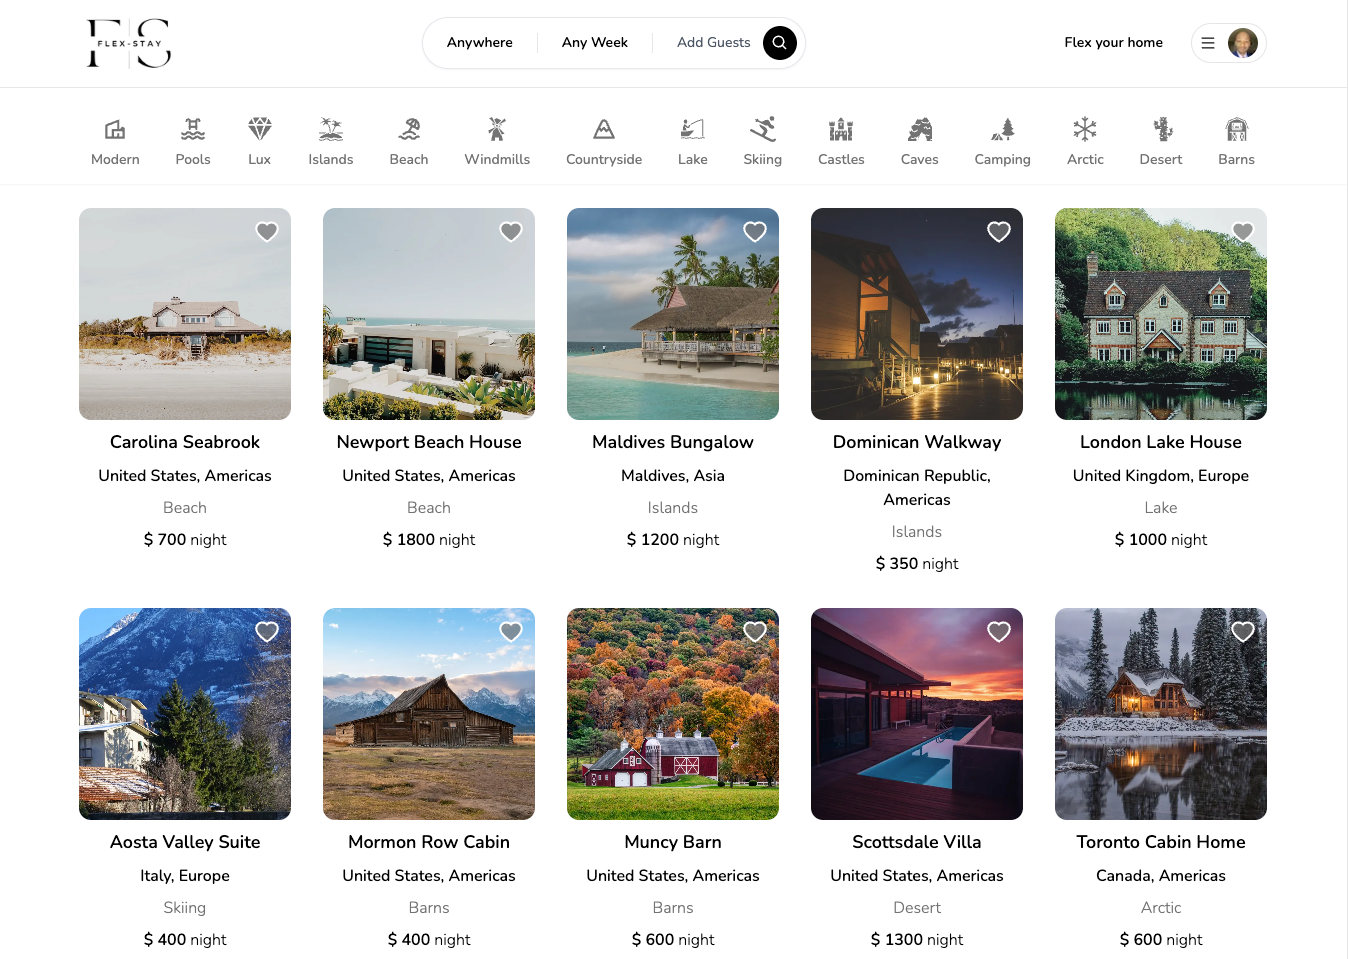 FLEX-STAY
Anywhere
Any Week
Add Guests
Flex your home
Modern
Pools
Lux
Islands
Beach
Windmills
Countryside
Lake
Skiing
Castles
Caves
Camping
Arctic
Desert
Barns
Carolina Seabrook
United States, Americas
Beach
$ 700 night
Newport Beach House
United States, Americas
Beach
$ 1800 night
Maldives Bungalow
Maldives, Asia
Islands
$ 1200 night
Dominican Walkway
Dominican Republic,
Americas
Islands
$ 350 night
London Lake House
United Kingdom, Europe
Lake
$ 1000 night
Aosta Valley Suite
Italy, Europe
Skiing
$ 400 night
Mormon Row Cabin
United States, Americas
Barns
$ 400 night
Muncy Barn
United States, Americas
Barns
$ 600 night
Scottsdale Villa
United States, Americas
Desert
$ 1300 night
Toronto Cabin Home
Canada, Americas
Arctic
$ 600 night